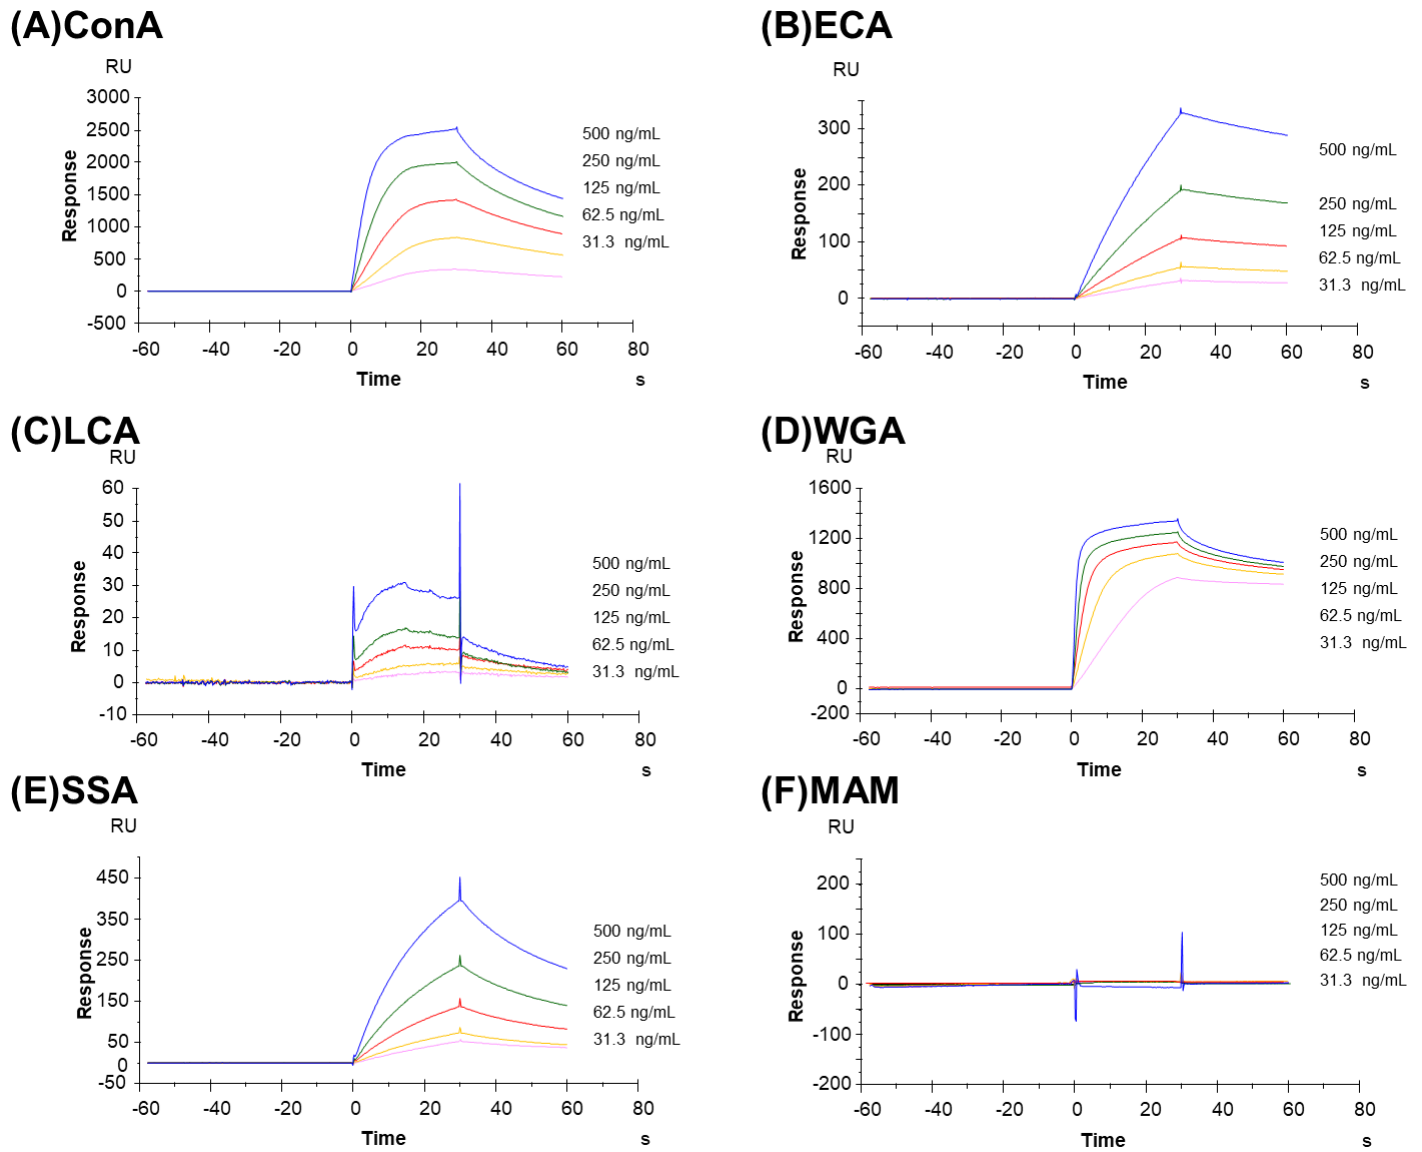 (A)ConA
RU
3000
2500
2000
1500
1000
500
0
-500
Response
500 ng/mL
250 ng/mL
125 ng/mL
62.5 ng/mL
31.3 ng/mL
-60 -40 -20 0 20 40 60 80
Time s
(B)ECA
RU
300
200
100
0
Response
500 ng/mL
250 ng/mL
125 ng/mL
62.5 ng/mL
31.3 ng/mL
-60 -40 -20 0 20 40 60 80
Time s
(C)LCA
RU
60
50
40
30
20
10
0
-10
Response
500 ng/mL
250 ng/mL
125 ng/mL
62.5 ng/mL
31.3 ng/mL
-60 -40 -20 0 20 40 60 80
Time s
(D)WGA
RU
1600
1200
800
400
0
-200
Response
500 ng/mL
250 ng/mL
125 ng/mL
62.5 ng/mL
31.3 ng/mL
-60 -40 -20 0 20 40 60 80
Time s
(E)SSA
RU
450
350
250
150
50
0
-50
Response
500 ng/mL
250 ng/mL
125 ng/mL
62.5 ng/mL
31.3 ng/mL
-60 -40 -20 0 20 40 60 80
Time s
(F)MAM
RU
200
100
0
-100
-200
Response
500 ng/mL
250 ng/mL
125 ng/mL
62.5 ng/mL
31.3 ng/mL
-60 -40 -20 0 20 40 60 80
Time s